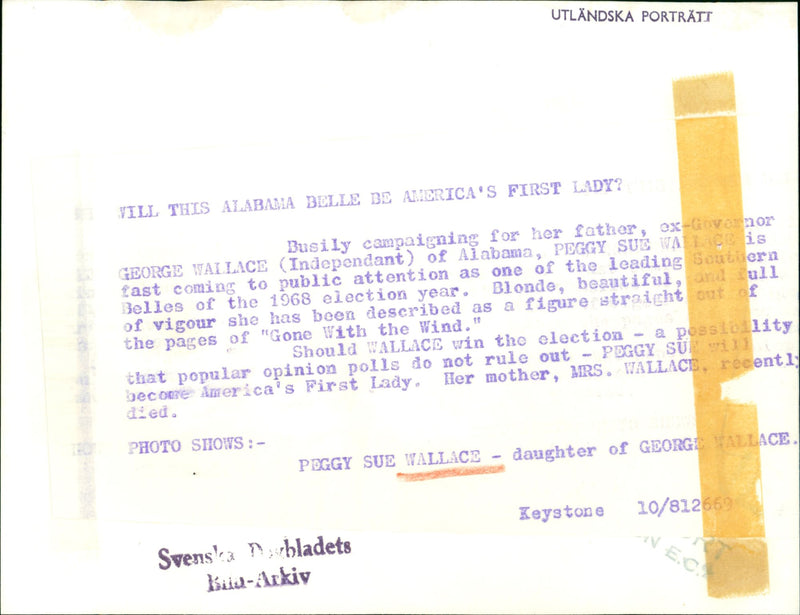 UTLÄNDSKA PORTRÄTT
WILL THIS ALABAMA BELLE BE AMERICA'S FIRST LADY?
Busily campaigning for her father, ex-Governor
GEORGE WALLACE (Independant) of Alabama, PEGGY SUE WALLACE is
fast coming to public attention as one of the leading Southern
Belles of the 1968 election year. Blonde, beautiful, and full
of vigour she has been described as a figure straight out of
the pages of "Gone With the Wind."
Should WALLACE win the election - a possibility
that popular opinion polls do not rule out - PEGGY SUE will
become America's First Lady. Her mother, MRS. WALLACE, recently
died.
PHOTO SHOWS:-
PEGGY SUE WALLACE - daughter of GEORGE WALLACE.
Keystone 10/812669
Svenska Dagbladets
Bild-Arkiv
E.C.4